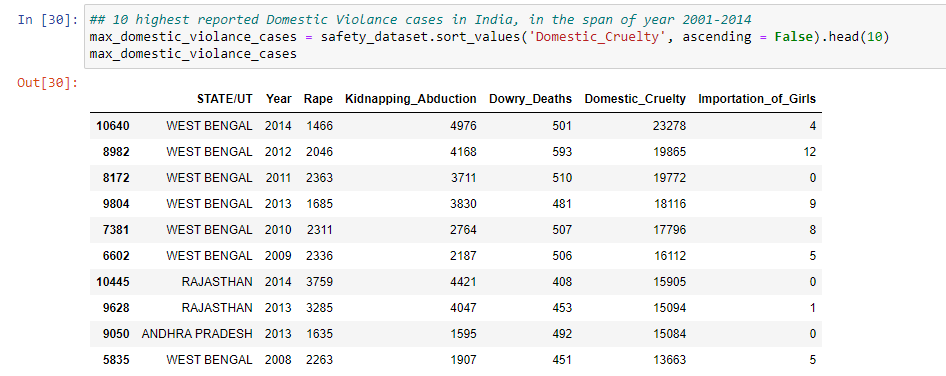 In [30]: ## 10 highest reported Domestic Violance cases in India, in the span of year 2001-2014
max_domestic_violance_cases = safety_dataset.sort_values('Domestic_Cruelty', ascending = False).head(10)
max_domestic_violance_cases
Out[30]:
STATE/UT Year Rape Kidnapping_Abduction Dowry_Deaths Domestic_Cruelty Importation_of_Girls
10640 WEST BENGAL 2014 1466 4976 501 23278 4
8982 WEST BENGAL 2012 2046 4168 593 19865 12
8172 WEST BENGAL 2011 2363 3711 510 19772 0
9804 WEST BENGAL 2013 1685 3830 481 18116 9
7381 WEST BENGAL 2010 2311 2764 507 17796 8
6602 WEST BENGAL 2009 2336 2187 506 16112 5
10445 RAJASTHAN 2014 3759 4421 408 15905 0
9628 RAJASTHAN 2013 3285 4047 453 15094 1
9050 ANDHRA PRADESH 2013 1635 1595 492 15084 0
5835 WEST BENGAL 2008 2263 1907 451 13663 5